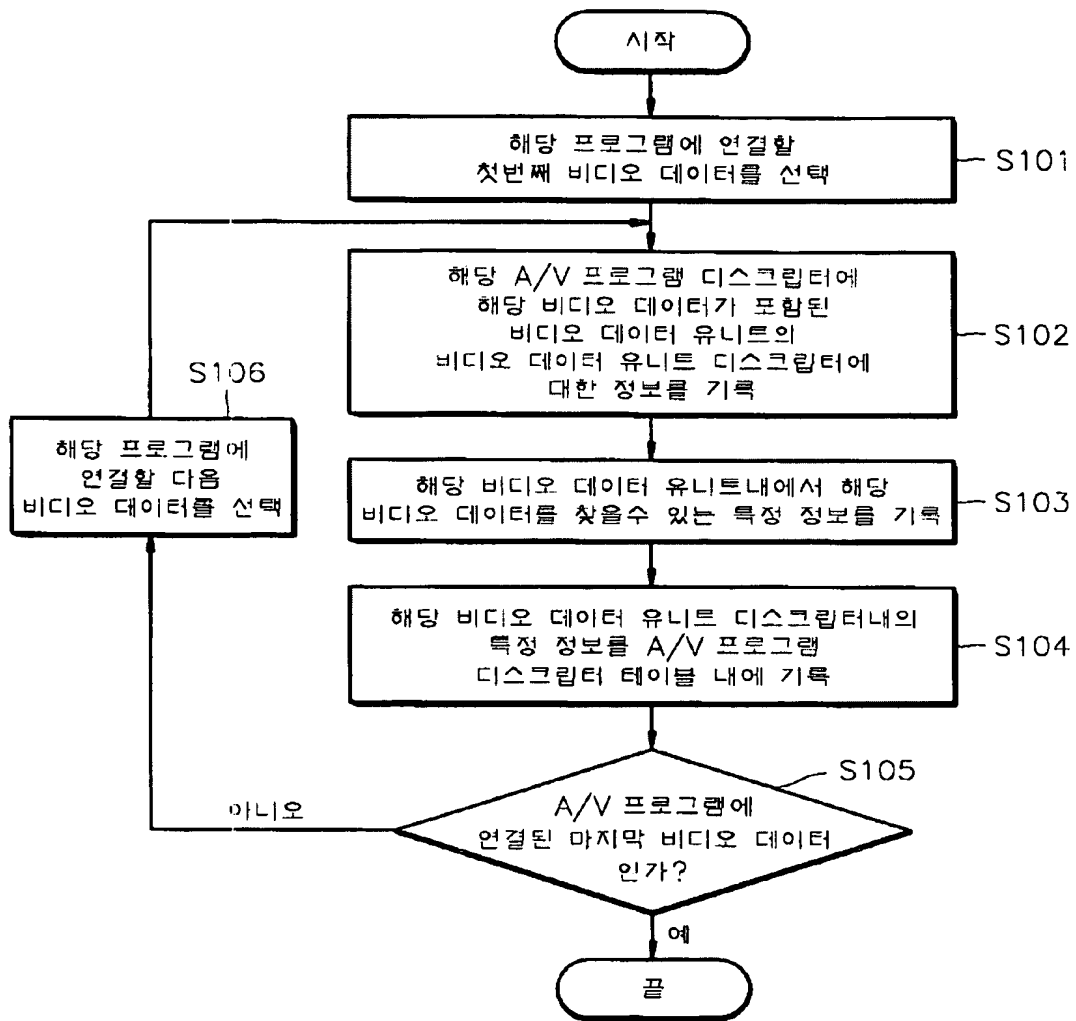 시작
해당 프로그램에 연결할
첫번째 비디오 데이터를 선택
S101
해당 A/V 프로그램 디스크립터에
해당 비디오 데이터가 포함된
비디오 데이터 유니트의
비디오 데이터 유니트 디스크립터에
대한 정보를 기록
S102
S106
해당 프로그램에
연결할 다음
비디오 데이터를 선택
해당 비디오 데이터 유니트내에서 해당
비디오 데이터를 찾을수 있는 특정 정보를 기록
S103
해당 비디오 데이터 유니트 디스크립터내의
특정 정보를 A/V 프로그램
디스크립터 테이블 내에 기록
S104
S105
A/V 프로그램에
연결된 마지막 비디오 데이터
인가?
아니오
예
끝